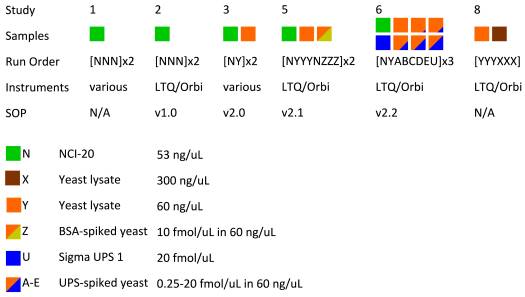 Study 1 2 3 5 6 8
Samples
Run Order [NNN]x2 [NNN]x2 [NY]x2 [NYYYNZZZ]x2 [NYABCDEU]x3 [YYYXXX]
Instruments various LTQ/Orbi various LTQ/Orbi LTQ/Orbi LTQ/Orbi
SOP N/A v1.0 v2.0 v2.1 v2.2 N/A
N NCI-20 53 ng/uL
X Yeast lysate 300 ng/uL
Y Yeast lysate 60 ng/uL
Z BSA-spiked yeast 10 fmol/uL in 60 ng/uL
U Sigma UPS 1 20 fmol/uL
A-E UPS-spiked yeast 0.25-20 fmol/uL in 60 ng/uL